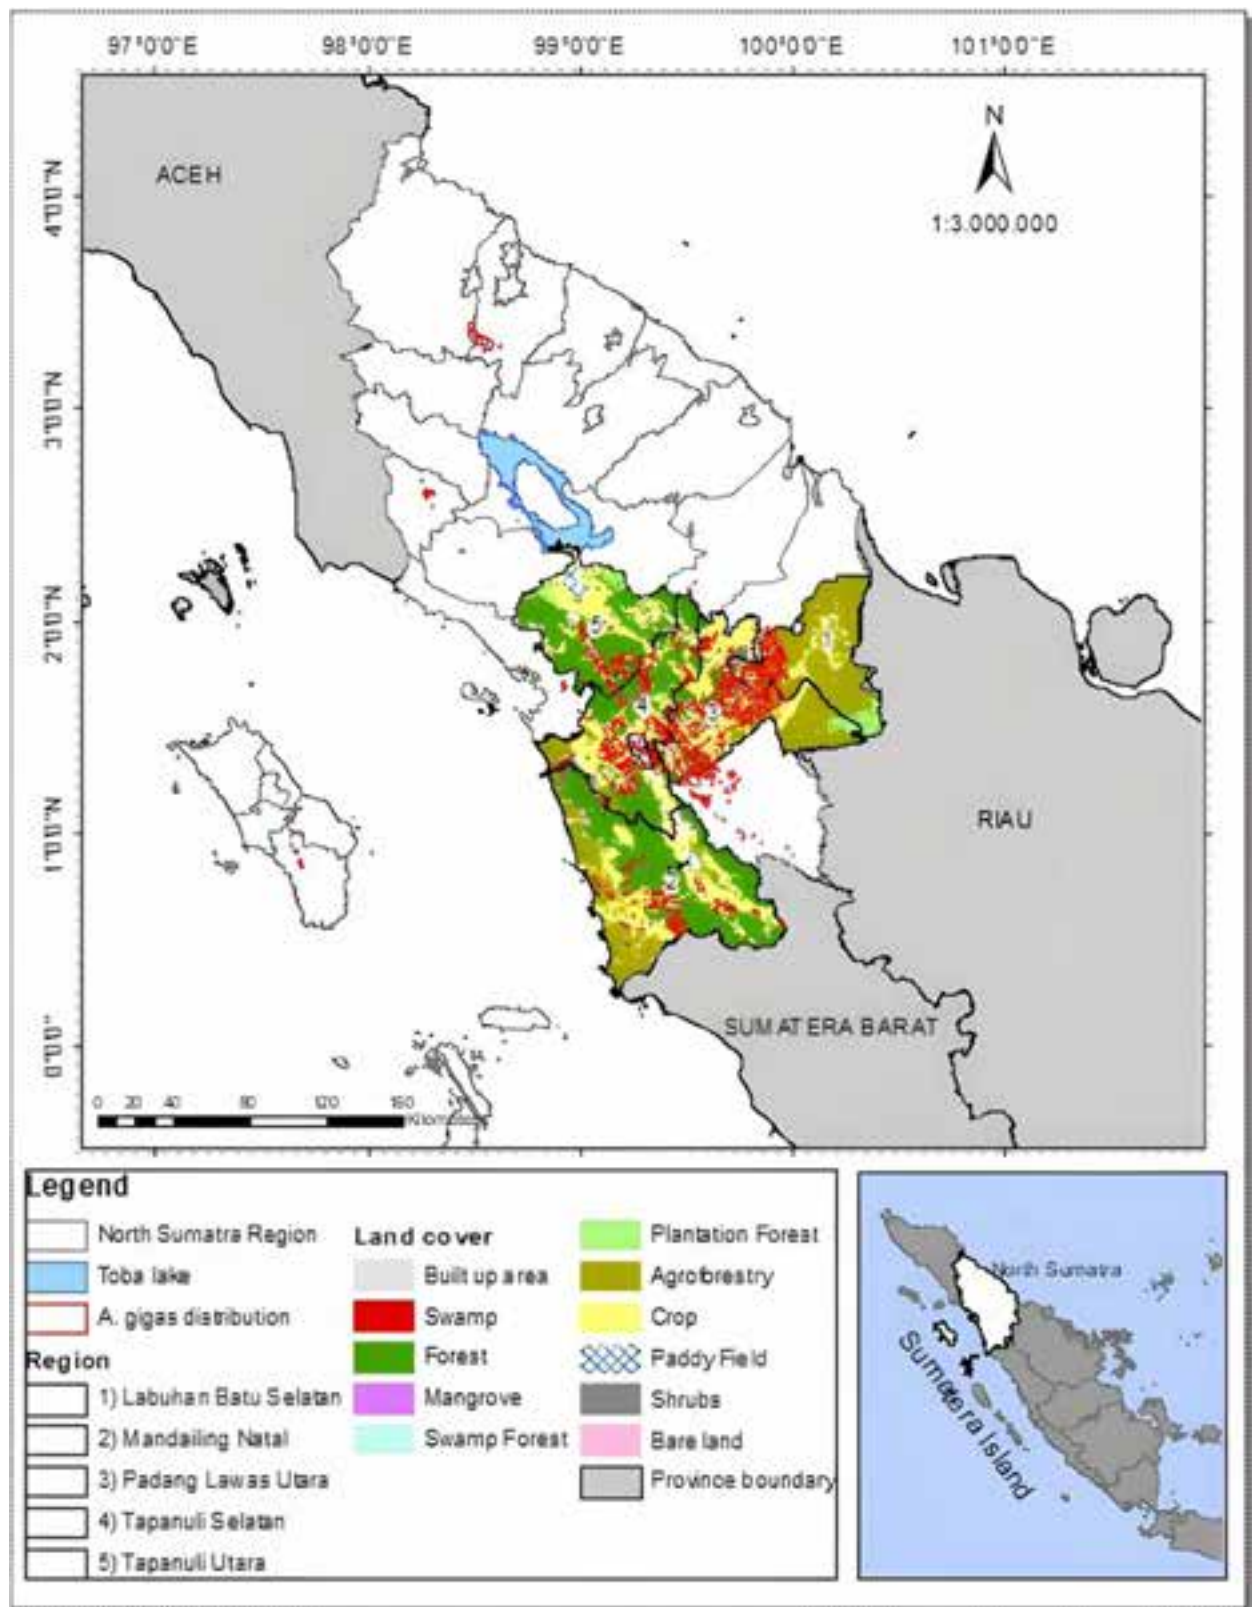 97°0'0"E 98°0'0"E 99°0'0"E 100°0'0"E 101°0'0"E
N
1:3.000.000
ACEH
4°0'0"N
3°0'0"N
2°0'0"N
1°0'0"N
0°0'0"
5
1
4
3
2
RIAU
SUMATERA BARAT
0 20 40 80 120 160
Legend
North Sumatra Region
Toba lake
A. gigas distribution
Region
1) Labuhan Batu Selatan
2) Mandailing Natal
3) Padang Lawas Utara
4) Tapanuli Selatan
5) Tapanuli Utara
Land cover
Built up area
Swamp
Forest
Mangrove
Swamp Forest
Plantation Forest
Agroforestry
Crop
Paddy Field
Shrubs
Bare land
Province boundary
North Sumatra
Sumatera Island